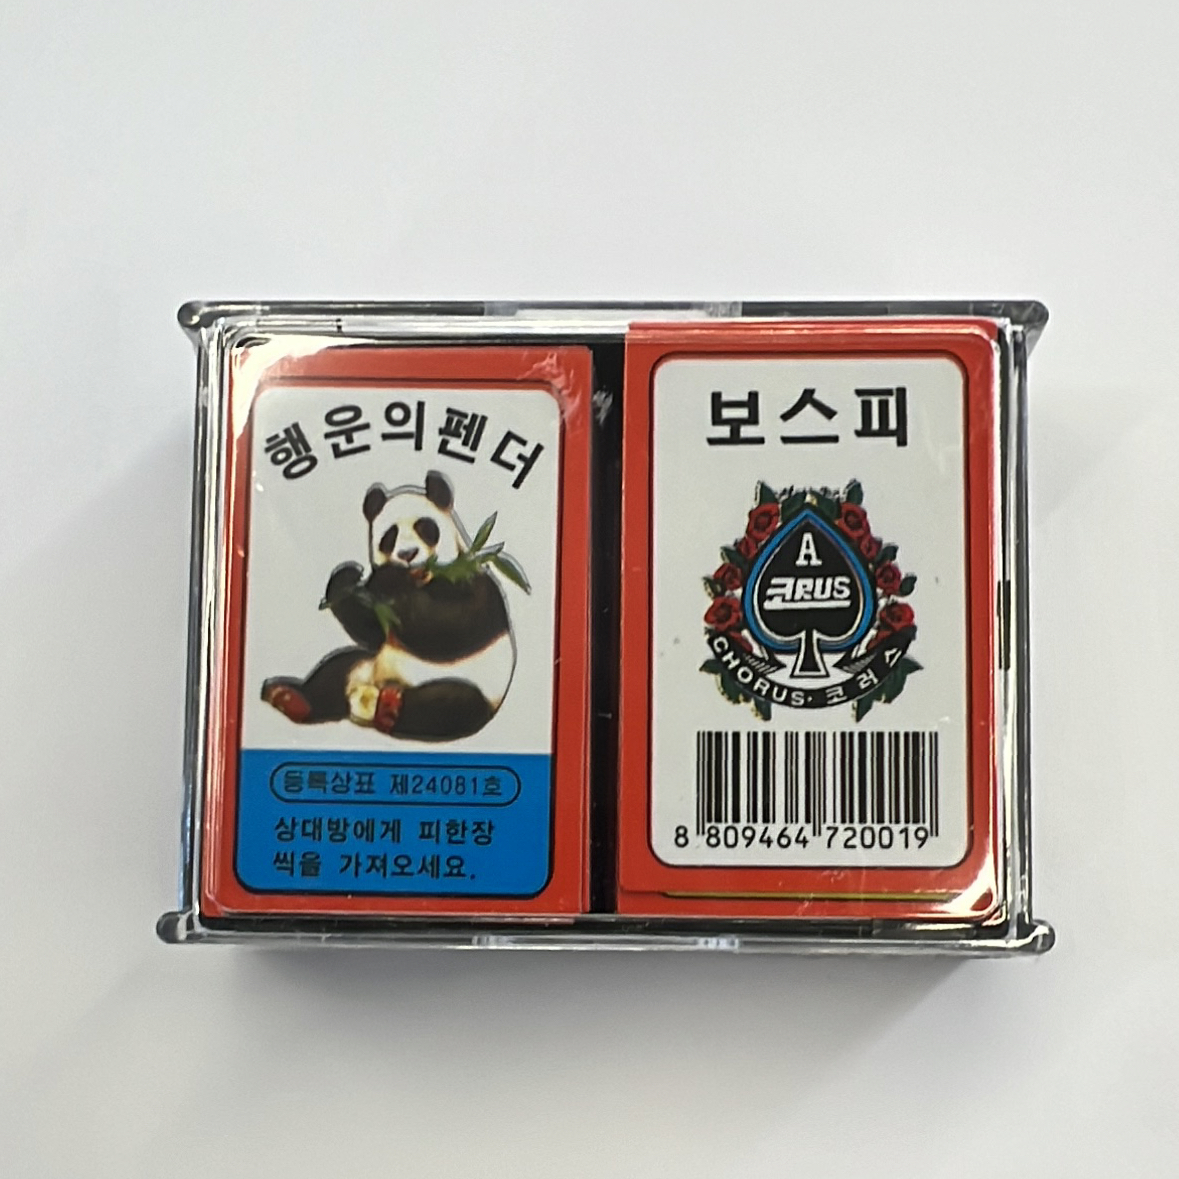 행운의펜더
등록상표 제24081호
상대방에게 피한장
씩을 가져오세요.
보스피
A
코RUS
CHORUS·코러스
8 809464 720019